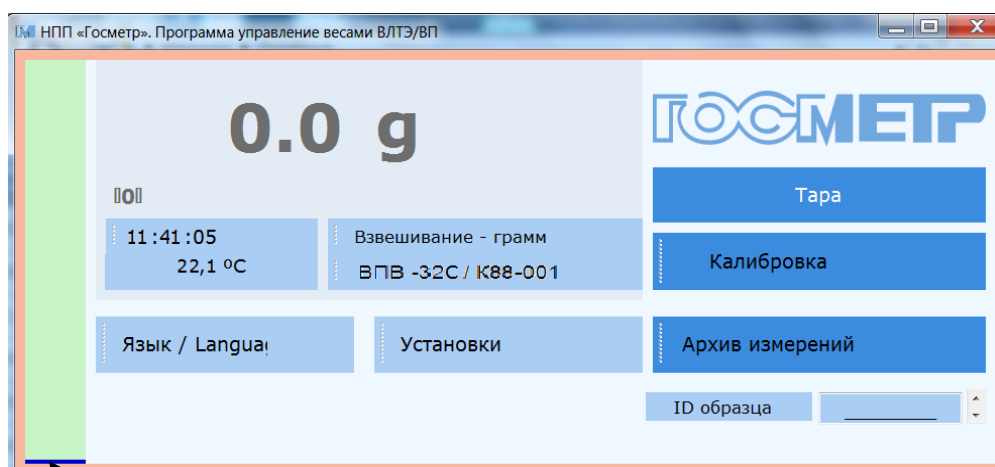 НПП «Госметр». Программа управление весами ВЛТЭ/ВП
0.0 g
ГОСМЕТР
0
Тара
11:41:05
Взвешивание - грамм
22,1 ºC
ВПВ -32С / К88-001
Калибровка
Язык / Langua
Установки
Архив измерений
ID образца